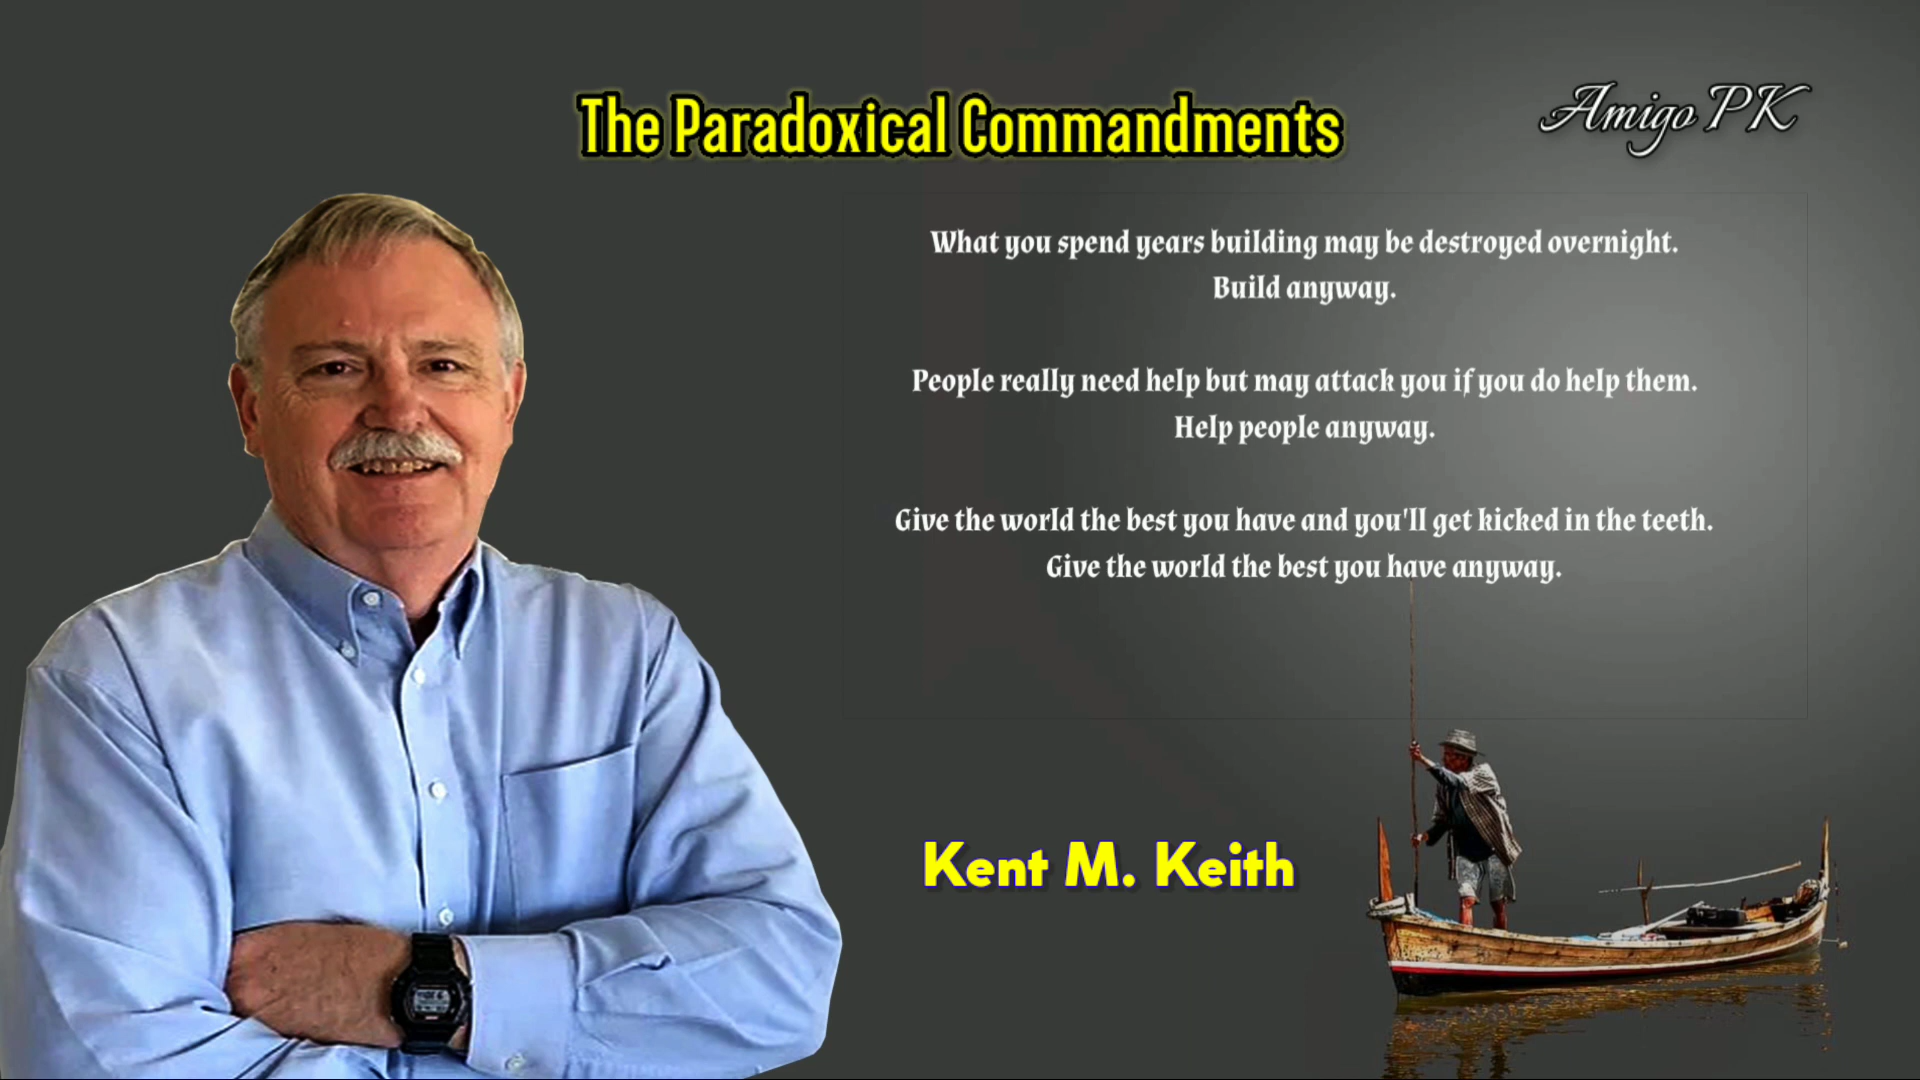 The Paradoxical Commandments
Amigo PK
What you spend years building may be destroyed overnight.
Build anyway.
People really need help but may attack you if you do help them.
Help people anyway.
Give the world the best you have and you'll get kicked in the teeth.
Give the world the best you have anyway.
Kent M. Keith